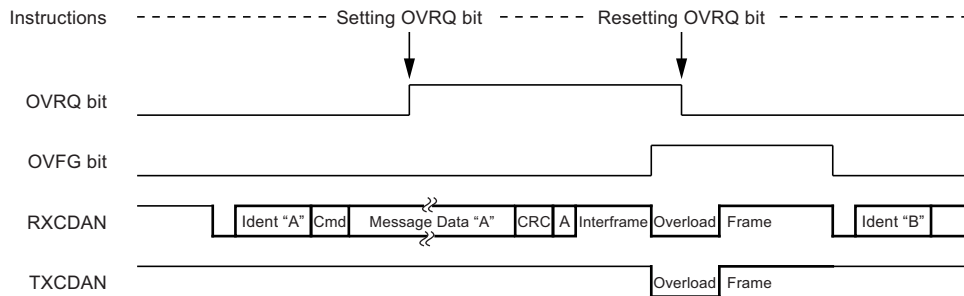 Instructions Setting OVRQ bit Resetting OVRQ bit
OVRQ bit
OVFG bit
RXCDAN Ident “A” Cmd Message Data “A” CRC A Interframe Overload Frame Ident “B”
TXCDAN Overload Frame